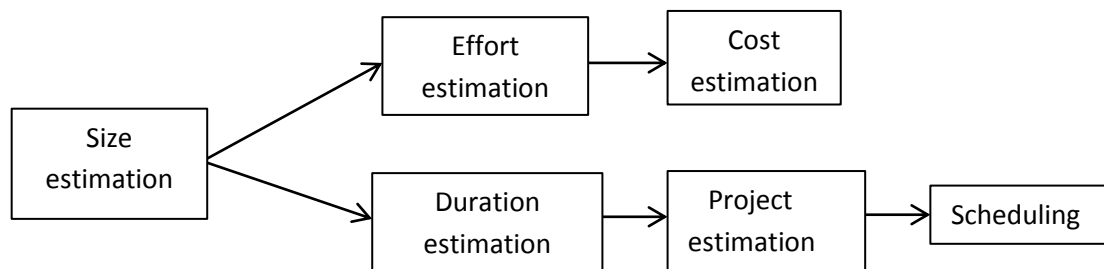 Size
estimation
Effort
estimation
Cost
estimation
Duration
estimation
Project
estimation
Scheduling